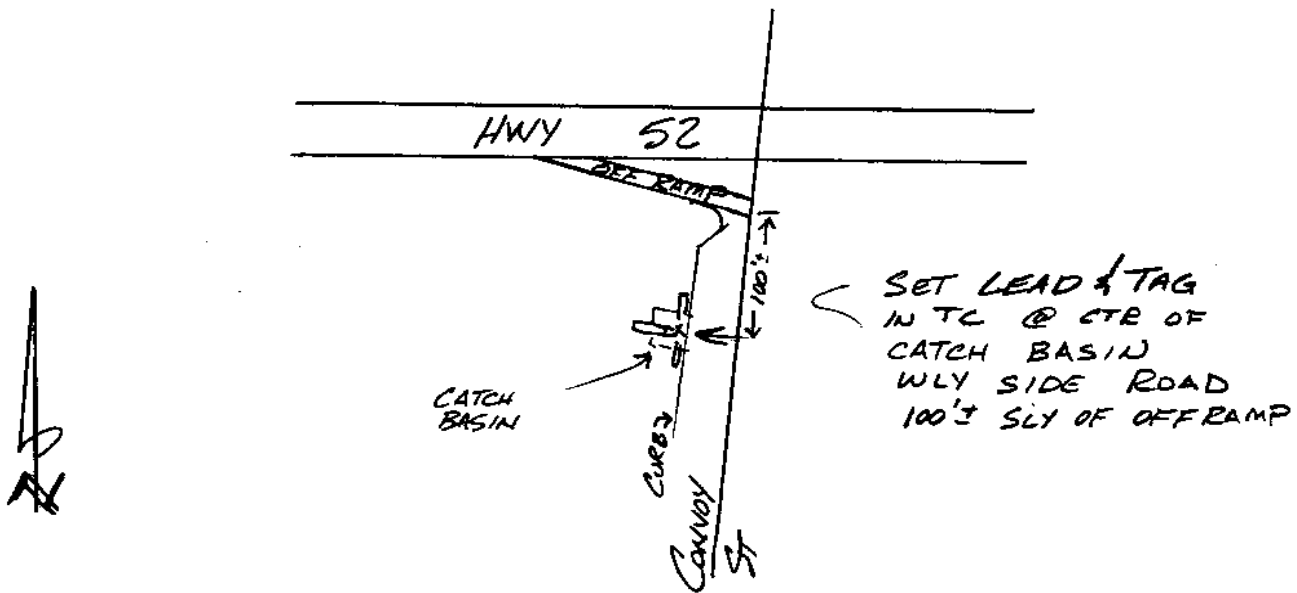 HWY 52
OFF RAMP
100'±
SET LEAD & TAG
IN TC @ CTR OF
CATCH BASIN
WLY SIDE ROAD
100'± SLY OF OFFRAMP
CATCH
BASIN
CURB
CONVOY
ST
N